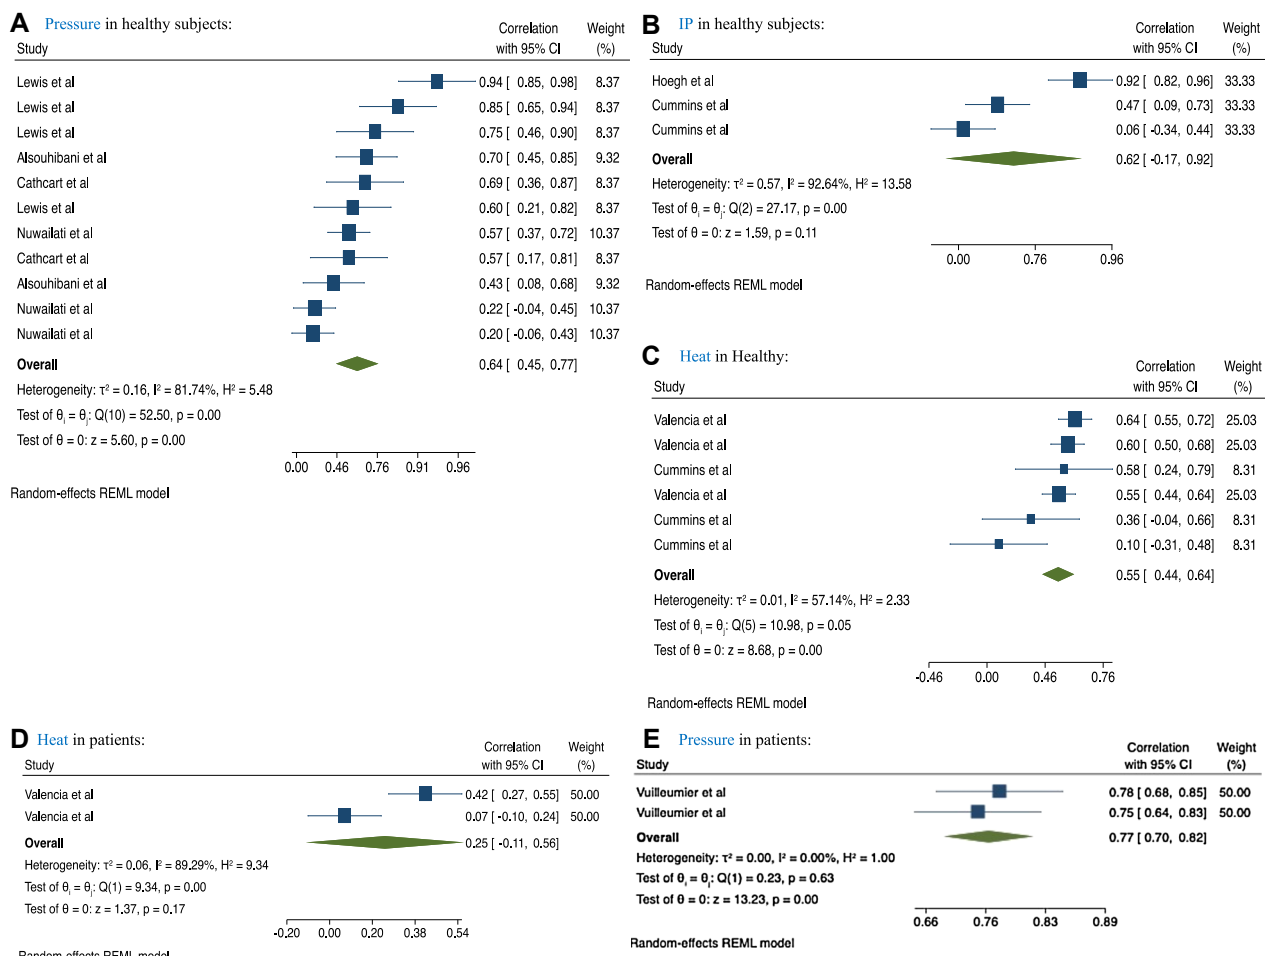 A Pressure in healthy subjects:
Correlation Weight
Study with 95% CI (%)
Lewis et al 0.94 [ 0.85, 0.98] 8.37
Lewis et al 0.85 [ 0.65, 0.94] 8.37
Lewis et al 0.75 [ 0.46, 0.90] 8.37
Alsouhibani et al 0.70 [ 0.45, 0.85] 9.32
Cathcart et al 0.69 [ 0.36, 0.87] 8.37
Lewis et al 0.60 [ 0.21, 0.82] 8.37
Nuwailati et al 0.57 [ 0.37, 0.72] 10.37
Cathcart et al 0.57 [ 0.17, 0.81] 8.37
Alsouhibani et al 0.43 [ 0.08, 0.68] 9.32
Nuwailati et al 0.22 [ -0.04, 0.45] 10.37
Nuwailati et al 0.20 [ -0.06, 0.43] 10.37
Overall 0.64 [ 0.45, 0.77]
Heterogeneity: τ² = 0.16, I² = 81.74%, H² = 5.48
Test of θᵢ = θⱼ: Q(10) = 52.50, p = 0.00
Test of θ = 0: z = 5.60, p = 0.00
0.00 0.46 0.76 0.91 0.96
Random-effects REML model
B IP in healthy subjects:
Correlation Weight
Study with 95% CI (%)
Hoegh et al 0.92 [ 0.82, 0.96] 33.33
Cummins et al 0.47 [ 0.09, 0.73] 33.33
Cummins et al 0.06 [ -0.34, 0.44] 33.33
Overall 0.62 [ -0.17, 0.92]
Heterogeneity: τ² = 0.57, I² = 92.64%, H² = 13.58
Test of θᵢ = θⱼ: Q(2) = 27.17, p = 0.00
Test of θ = 0: z = 1.59, p = 0.11
0.00 0.76 0.96
Random-effects REML model
C Heat in Healthy:
Correlation Weight
Study with 95% CI (%)
Valencia et al 0.64 [ 0.55, 0.72] 25.03
Valencia et al 0.60 [ 0.50, 0.68] 25.03
Cummins et al 0.58 [ 0.24, 0.79] 8.31
Valencia et al 0.55 [ 0.44, 0.64] 25.03
Cummins et al 0.36 [ -0.04, 0.66] 8.31
Cummins et al 0.10 [ -0.31, 0.48] 8.31
Overall 0.55 [ 0.44, 0.64]
Heterogeneity: τ² = 0.01, I² = 57.14%, H² = 2.33
Test of θᵢ = θⱼ: Q(5) = 10.98, p = 0.05
Test of θ = 0: z = 8.68, p = 0.00
-0.46 0.00 0.46 0.76
Random-effects REML model
D Heat in patients:
Correlation Weight
Study with 95% CI (%)
Valencia et al 0.42 [ 0.27, 0.55] 50.00
Valencia et al 0.07 [ -0.10, 0.24] 50.00
Overall 0.25 [ -0.11, 0.56]
Heterogeneity: τ² = 0.06, I² = 89.29%, H² = 9.34
Test of θᵢ = θⱼ: Q(1) = 9.34, p = 0.00
Test of θ = 0: z = 1.37, p = 0.17
-0.20 0.00 0.20 0.38 0.54
Random-effects REML model
E Pressure in patients:
Correlation Weight
Study with 95% CI (%)
Vuilleumier et al 0.78 [ 0.68, 0.85] 50.00
Vuilleumier et al 0.75 [ 0.64, 0.83] 50.00
Overall 0.77 [ 0.70, 0.82]
Heterogeneity: τ² = 0.00, I² = 0.00%, H² = 1.00
Test of θᵢ = θⱼ: Q(1) = 0.23, p = 0.63
Test of θ = 0: z = 13.23, p = 0.00
0.66 0.76 0.83 0.89
Random-effects REML model